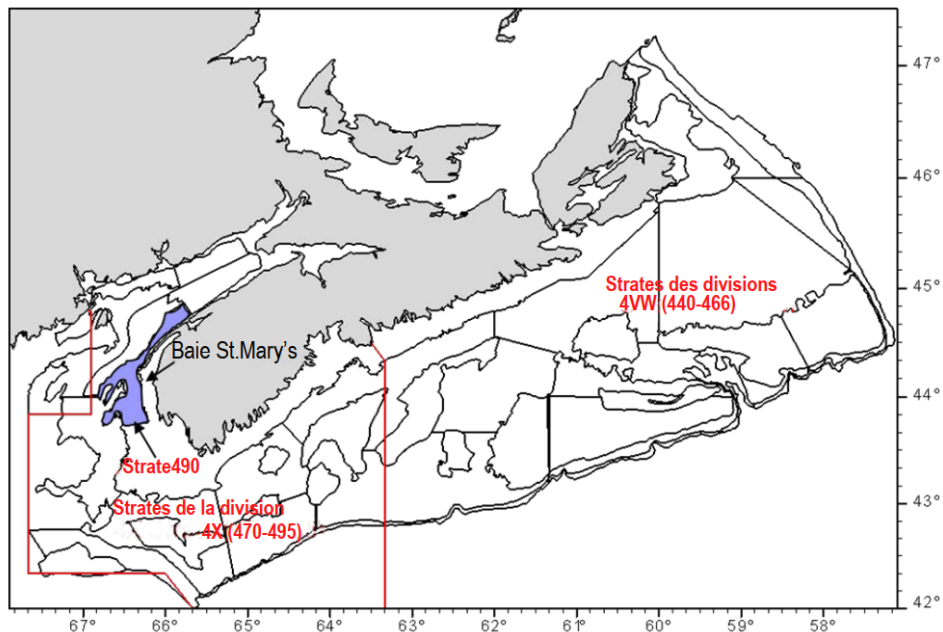 47°
46°
Strates des divisions
4VW (440-466)
45°
Baie St.Mary's
44°
Strate490
Strates de la division
4X (470-495)
43°
42°
67° 66° 65° 64° 63° 62° 61° 60° 59° 58°